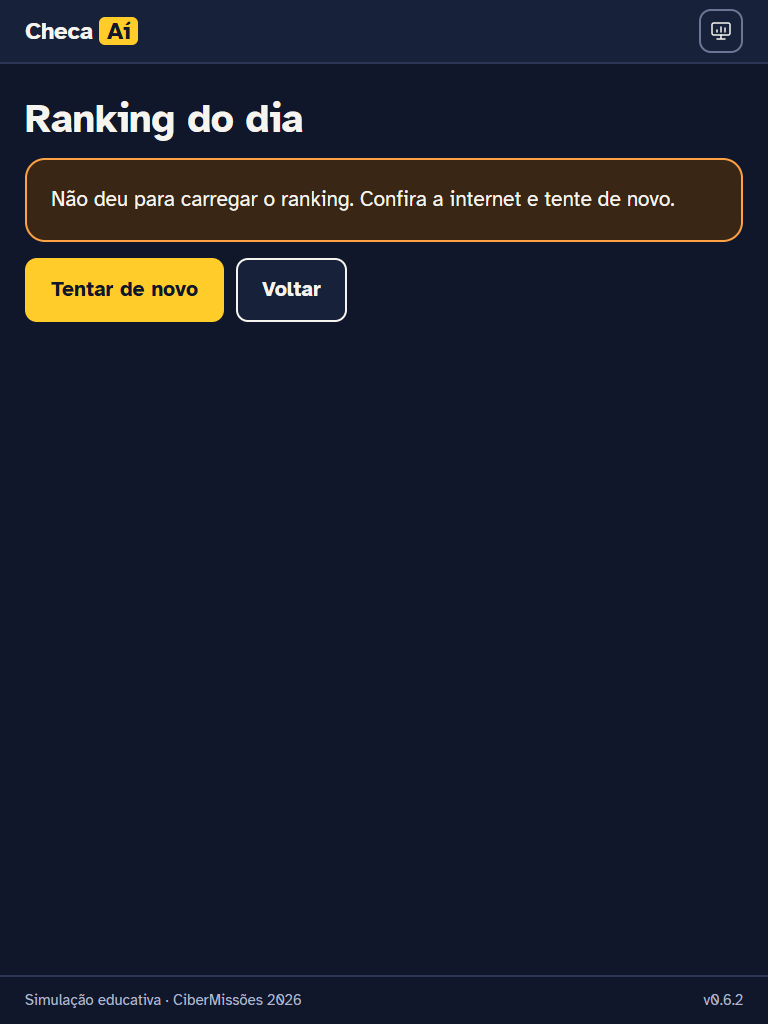 Checa Aí
Ranking do dia
Não deu para carregar o ranking. Confira a internet e tente de novo.
Tentar de novo
Voltar
Simulação educativa · CiberMissões 2026
v0.6.2